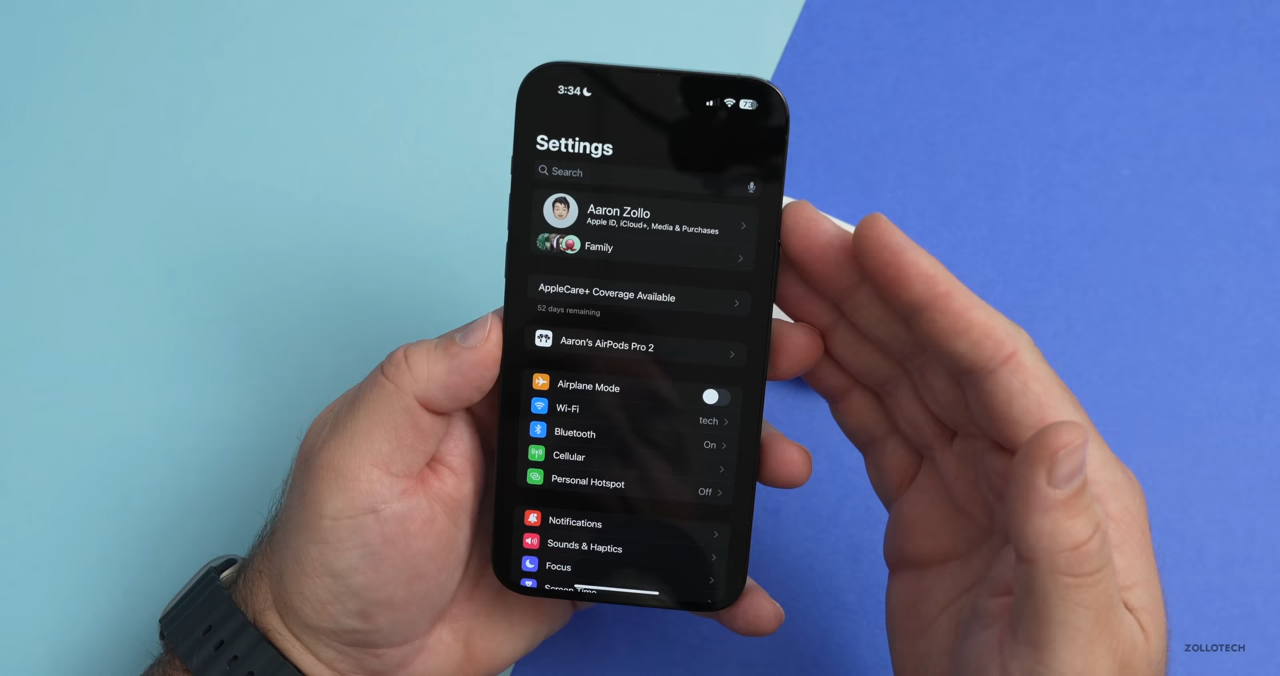 3:34
73
Settings
Search
Aaron Zollo
Apple ID, iCloud+, Media & Purchases
Family
AppleCare+ Coverage Available
52 days remaining
Aaron's AirPods Pro 2
Airplane Mode
Wi-Fi tech
Bluetooth On
Cellular
Personal Hotspot Off
Notifications
Sounds & Haptics
Focus
Screen Time
ZOLLOTECH